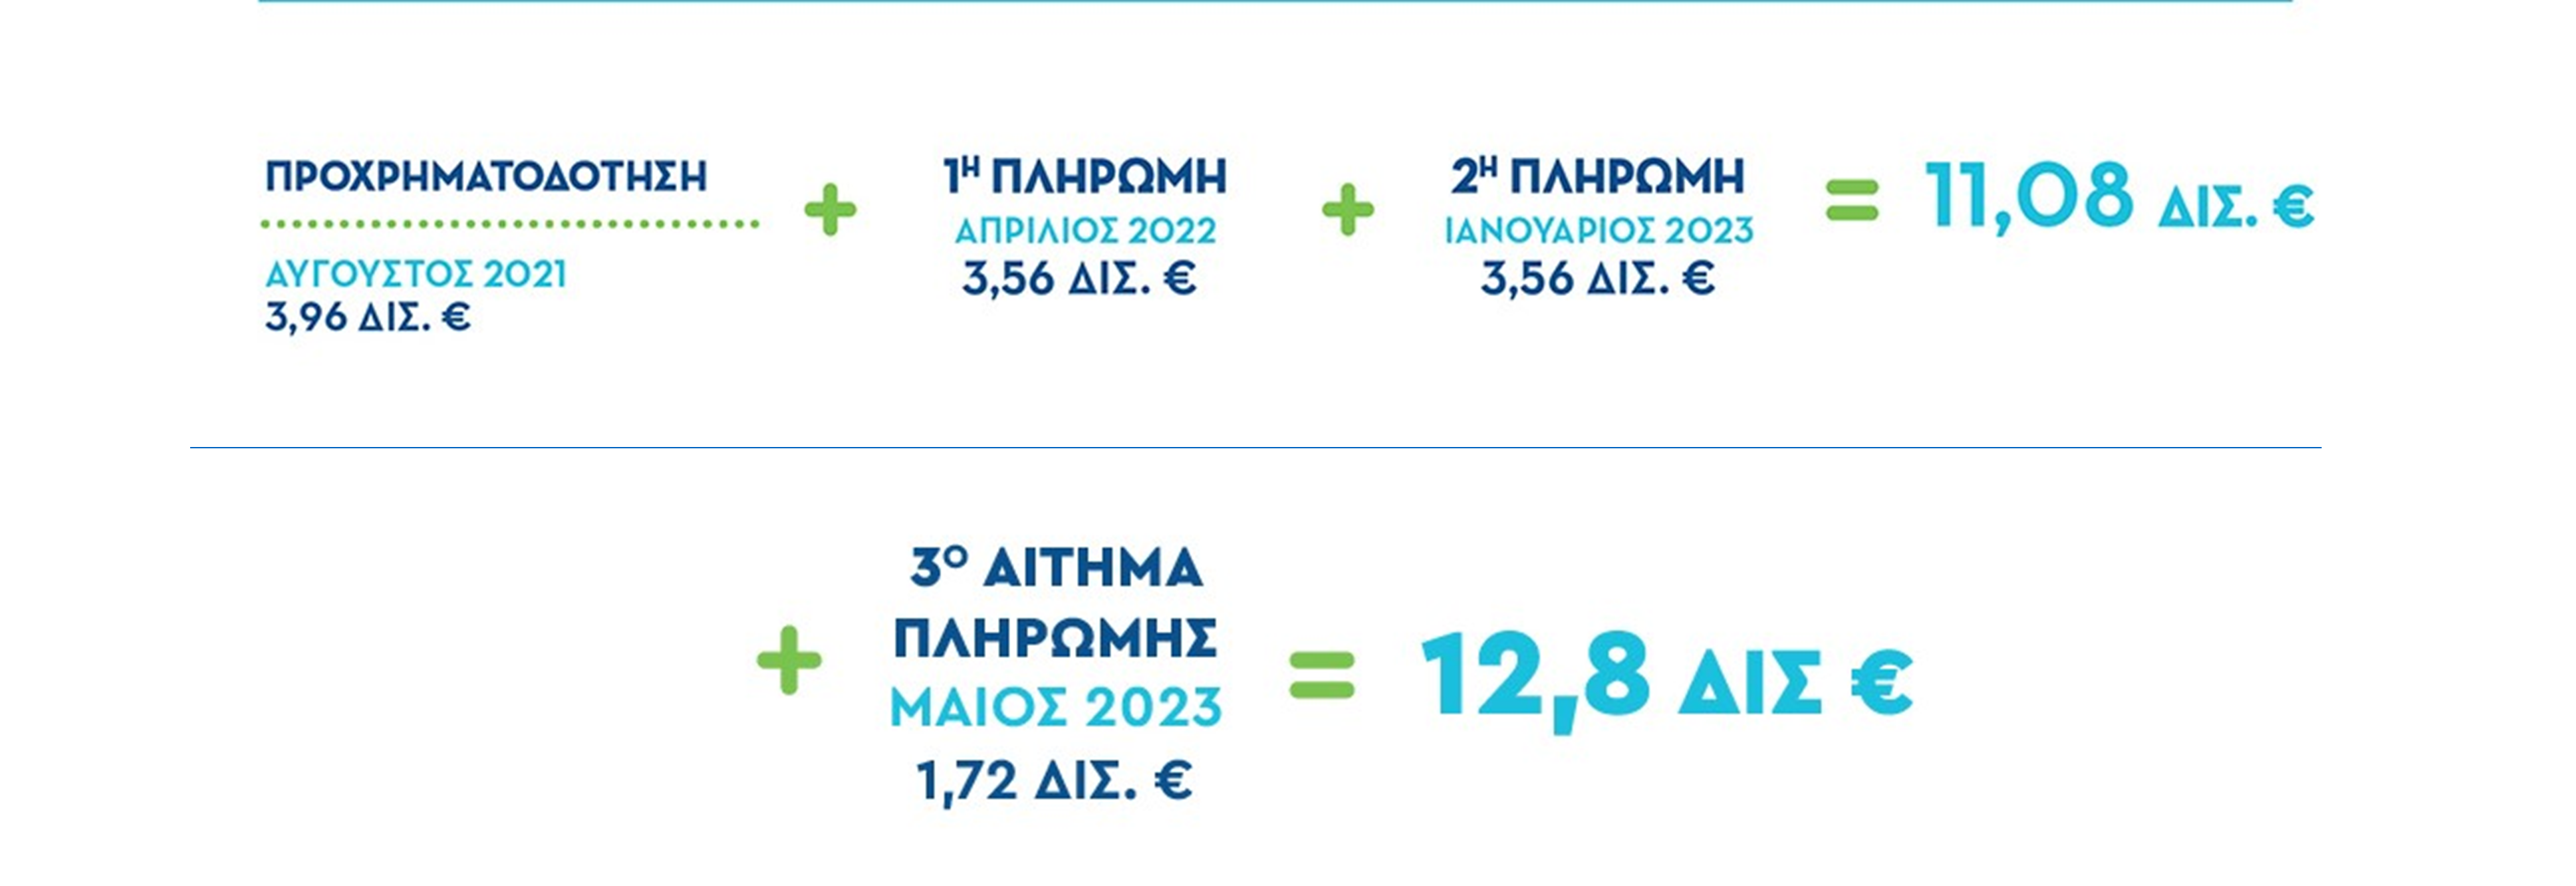 ΠΡΟΧΡΗΜΑΤΟΔΟΤΗΣΗ
ΑΥΓΟΥΣΤΟΣ 2021
3,96 ΔΙΣ. €
+
1Η ΠΛΗΡΩΜΗ
ΑΠΡΙΛΙΟΣ 2022
3,56 ΔΙΣ. €
+
2Η ΠΛΗΡΩΜΗ
ΙΑΝΟΥΑΡΙΟΣ 2023
3,56 ΔΙΣ. €
= 11,08 ΔΙΣ. €
+
3Ο ΑΙΤΗΜΑ
ΠΛΗΡΩΜΗΣ
ΜΑΙΟΣ 2023
1,72 ΔΙΣ. €
= 12,8 ΔΙΣ €